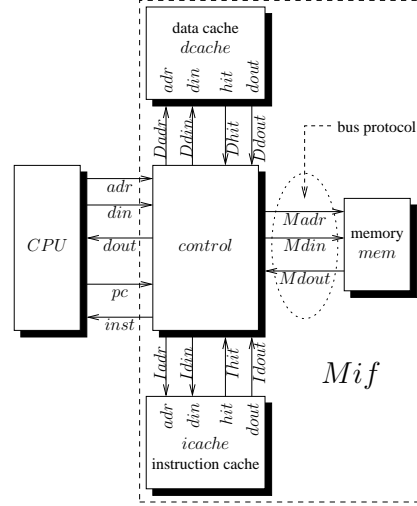 data cache
dcache
adr din hit dout
Dadr Ddin Dhit Ddout
bus protocol
CPU
adr
din
dout
pc
inst
control
Madr
Mdin
Mdout
memory
mem
Iadr Idin Ihit Idout
Mif
adr din hit dout
icache
instruction cache